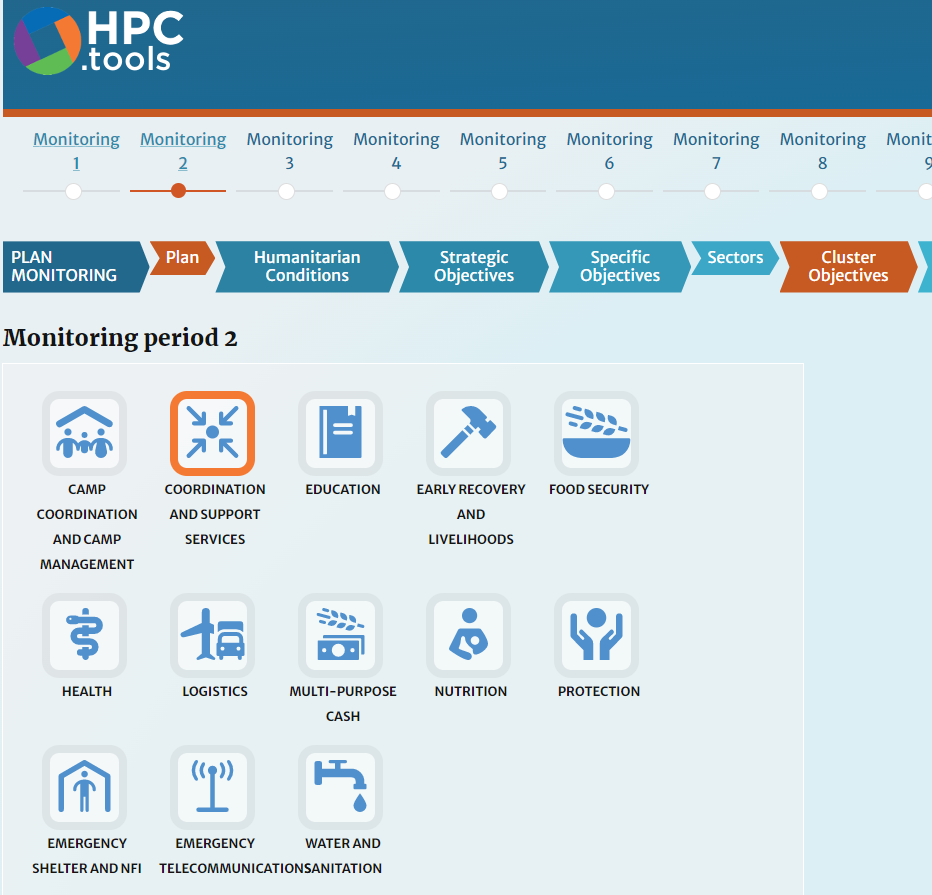 HPC
.tools
Monitoring 1
Monitoring 2
Monitoring 3
Monitoring 4
Monitoring 5
Monitoring 6
Monitoring 7
Monitoring 8
9
PLAN
MONITORING
Plan
Humanitarian
Conditions
Strategic
Objectives
Specific
Objectives
Sectors
Cluster
Objectives
Monitoring period 2
CAMP
COORDINATION
AND CAMP
MANAGEMENT
COORDINATION
AND SUPPORT
SERVICES
EDUCATION
EARLY RECOVERY
AND
LIVELIHOODS
FOOD SECURITY
HEALTH
LOGISTICS
MULTI-PURPOSE
CASH
NUTRITION
PROTECTION
EMERGENCY
SHELTER AND NFI
EMERGENCY
TELECOMMUNICATIONS
WATER AND
SANITATION